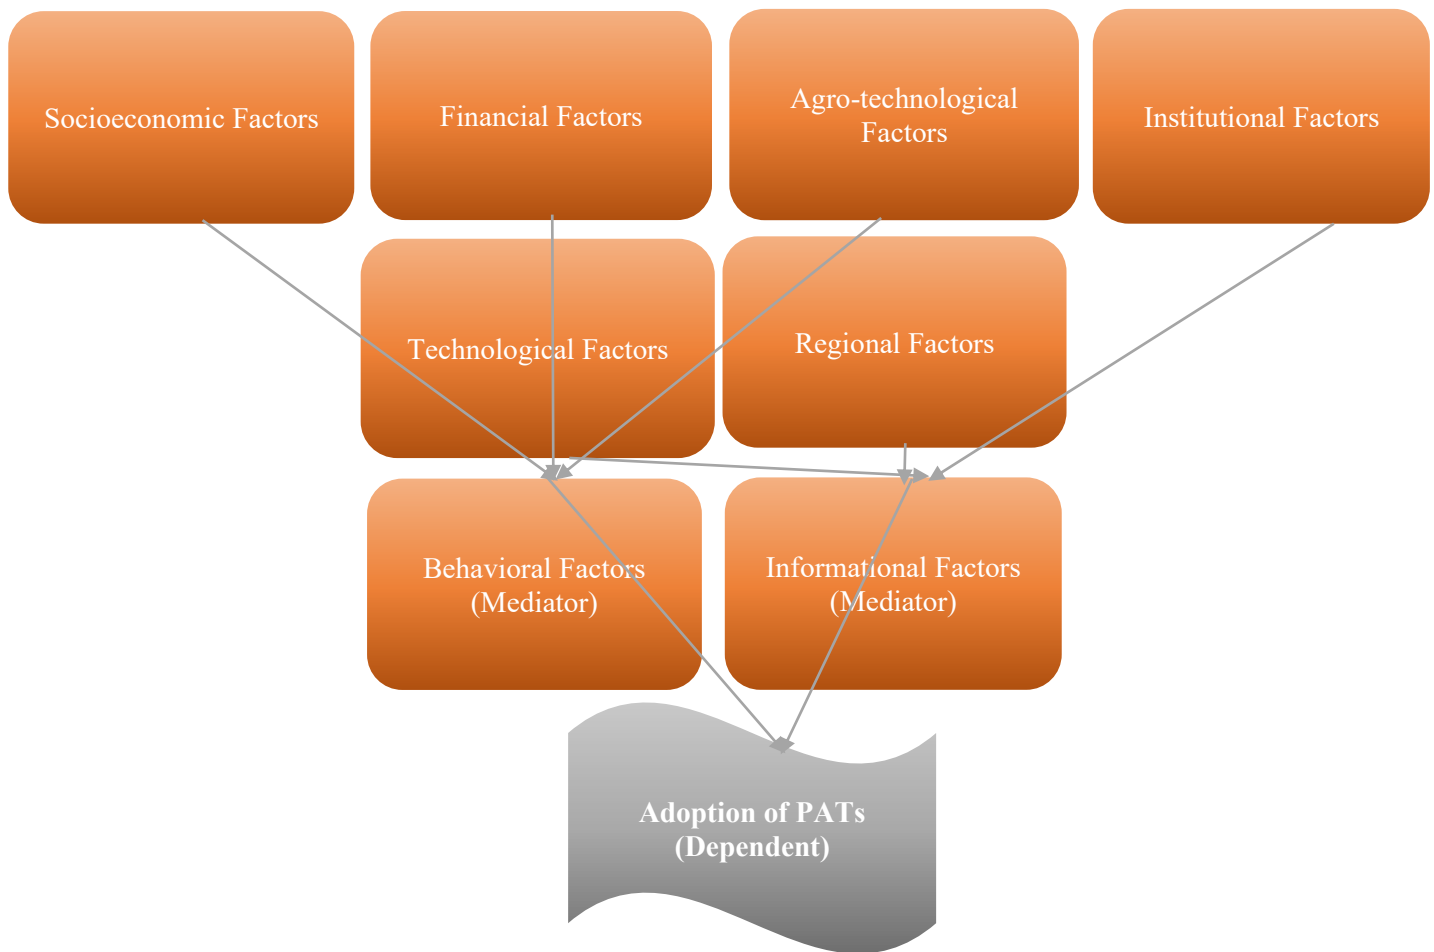 Socioeconomic Factors
Financial Factors
Agro-technological
Factors
Institutional Factors
Technological Factors
Regional Factors
Behavioral Factors
(Mediator)
Informational Factors
(Mediator)
Adoption of PATs
(Dependent)